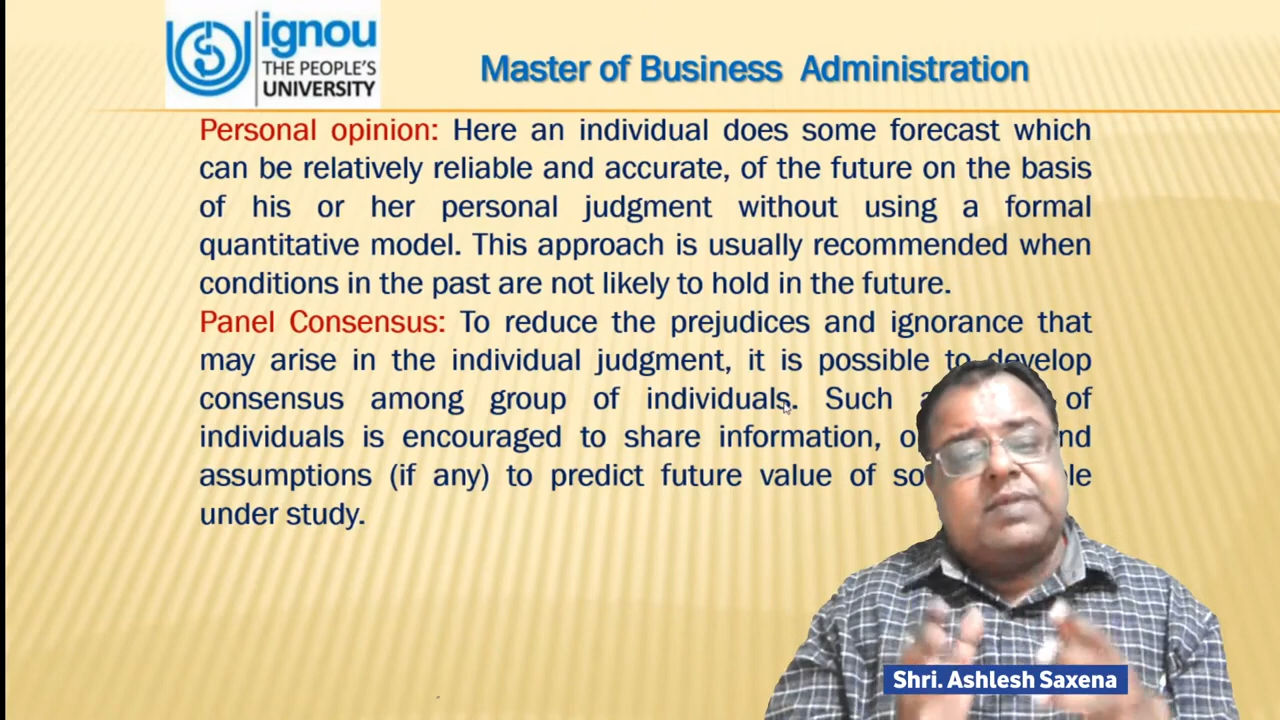 ignou
THE PEOPLE'S
UNIVERSITY
Master of Business Administration
Personal opinion: Here an individual does some forecast which
can be relatively reliable and accurate, of the future on the basis
of his or her personal judgment without using a formal
quantitative model. This approach is usually recommended when
conditions in the past are not likely to hold in the future.
Panel Consensus: To reduce the prejudices and ignorance that
may arise in the individual judgment, it is possible to develop
consensus among group of individuals. Such of
individuals is encouraged to share information,
assumptions (if any) to predict future value of
under study.
Shri. Ashlesh Saxena